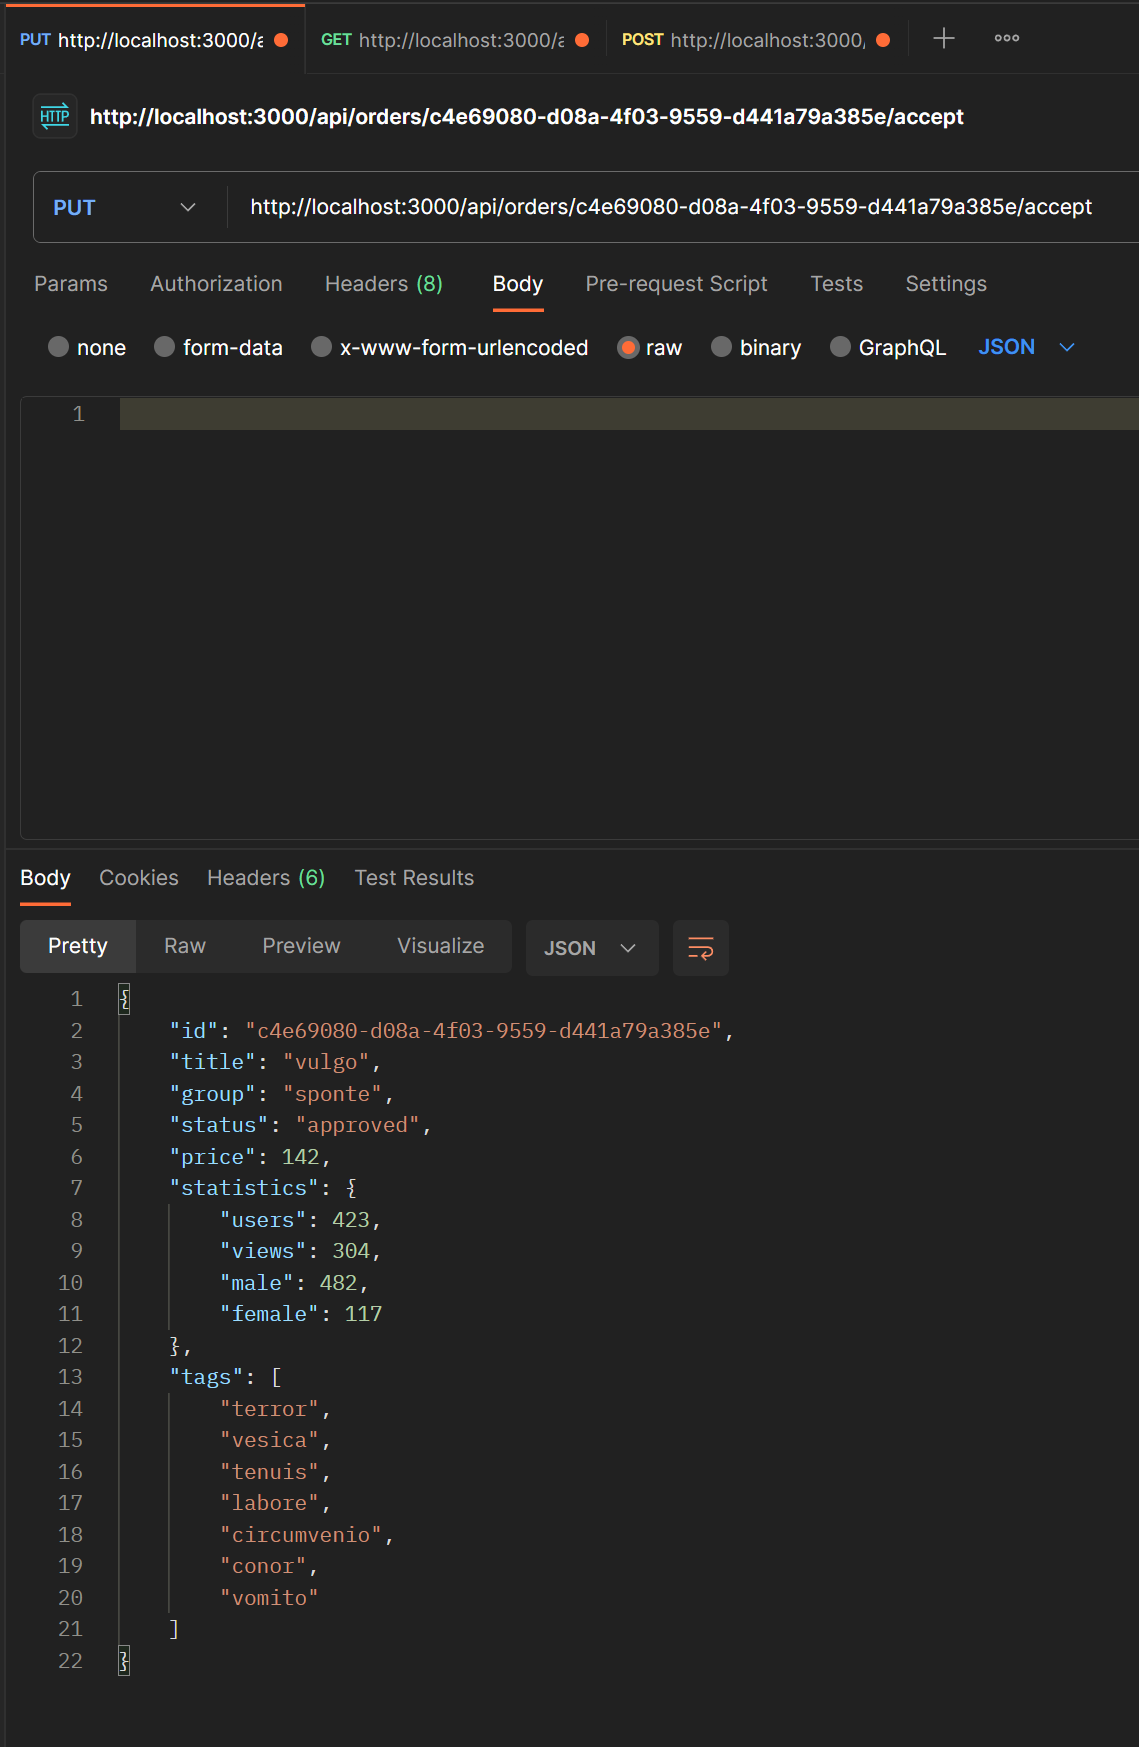 PUT http://localhost:3000/a GET http://localhost:3000/a POST http://localhost:3000/
HTTP http://localhost:3000/api/orders/c4e69080-d08a-4f03-9559-d441a79a385e/accept
PUT http://localhost:3000/api/orders/c4e69080-d08a-4f03-9559-d441a79a385e/accept
Params Authorization Headers (8) Body Pre-request Script Tests Settings
none form-data x-www-form-urlencoded raw binary GraphQL JSON
1
Body Cookies Headers (6) Test Results
Pretty Raw Preview Visualize JSON
1 {
2 "id": "c4e69080-d08a-4f03-9559-d441a79a385e",
3 "title": "vulgo",
4 "group": "sponte",
5 "status": "approved",
6 "price": 142,
7 "statistics": {
8 "users": 423,
9 "views": 304,
10 "male": 482,
11 "female": 117
12 },
13 "tags": [
14 "terror",
15 "vesica",
16 "tenuis",
17 "labore",
18 "circumvenio",
19 "conor",
20 "vomito"
21 ]
22 }